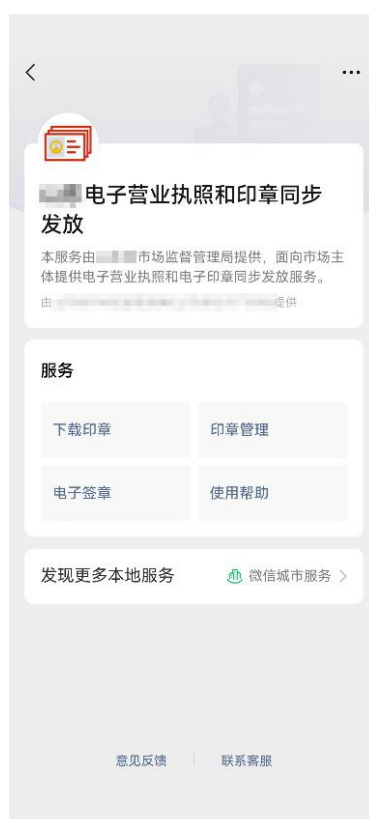 电子营业执照和印章同步
发放
本服务由市场监督管理局提供，面向市场主
体提供电子营业执照和电子印章同步发放服务。
由 提供
服务
下载印章 印章管理
电子签章 使用帮助
发现更多本地服务 微信城市服务
意见反馈 联系客服